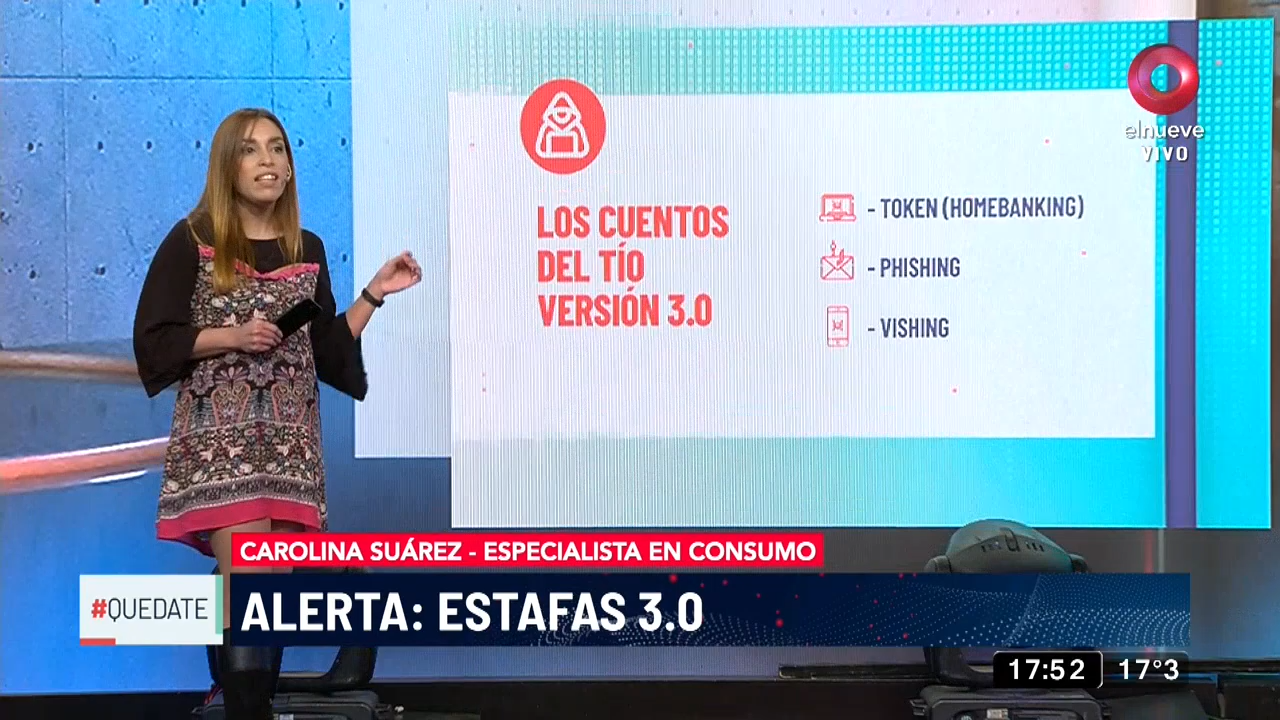 elnueve
VIVO
LOS CUENTOS
DEL TÍO
VERSIÓN 3.0
- TOKEN (HOMEBANKING)
- PHISHING
- VISHING
CAROLINA SUÁREZ - ESPECIALISTA EN CONSUMO
#QUEDATE
ALERTA: ESTAFAS 3.0
17:52
17°3